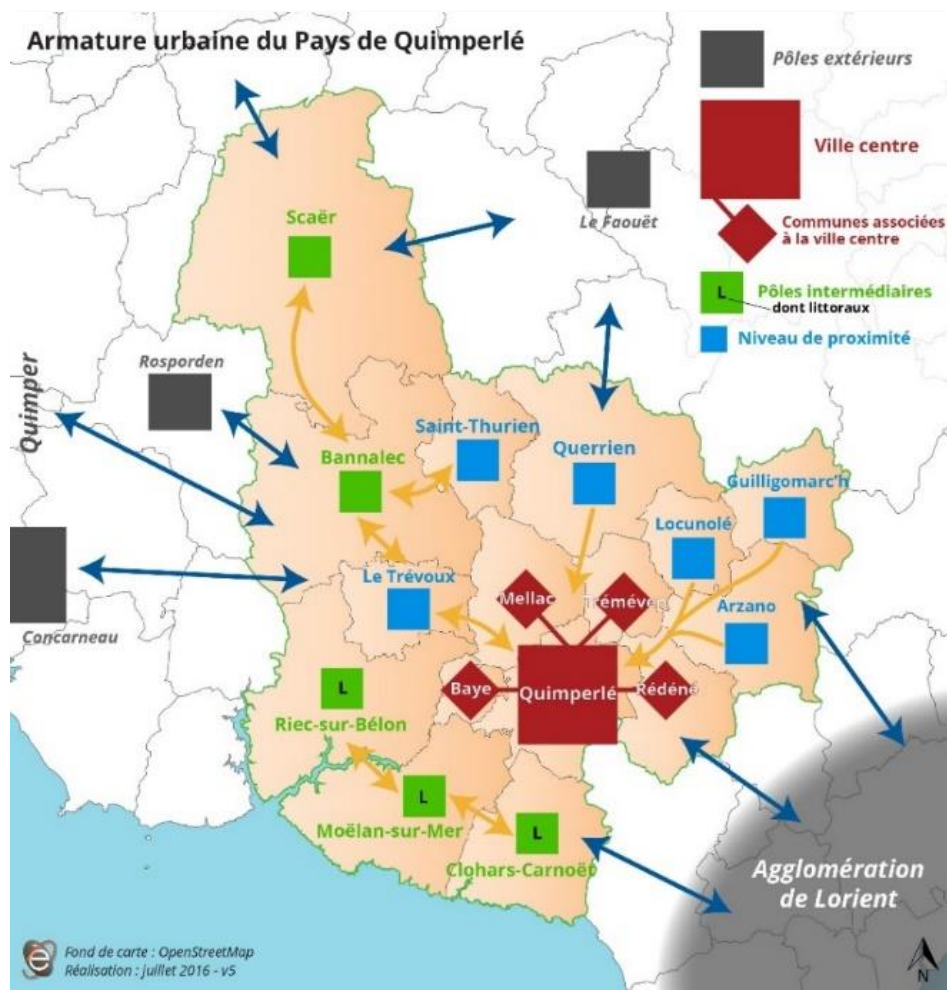 Armature urbaine du Pays de Quimperlé
Pôles extérieurs
Ville centre
Communes associées
à la ville centre
L
Pôles intermédiaires
dont littoraux
Niveau de proximité
Le Faouët
Scaër
Rosporden
Quimper
Saint-Thurien
Querrien
Bannalec
Guilligomarc'h
Locunolé
Le Trévoux
Mellac
Tréméven
Arzano
Concarneau
Baye
Quimperlé
Rédéné
L
Riec-sur-Bélon
L
Moëlan-sur-Mer
L
Clohars-Carnoët
Agglomération
de Lorient
e
Fond de carte : OpenStreetMap
Réalisation : juillet 2016 - v5
N